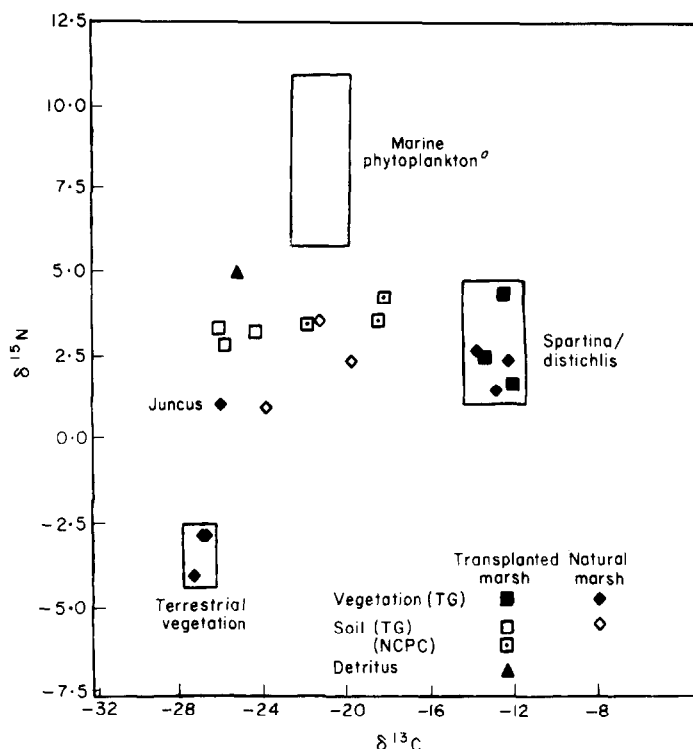 12.5
10.0
7.5
5.0
2.5
0.0
-2.5
-5.0
-7.5
δ 15N
Marine
phytoplankton a
Spartina/
distichlis
Juncus
Terrestrial
vegetation
Transplanted
marsh
Natural
marsh
Vegetation (TG)
Soil (TG)
(NCPC)
Detritus
-32
-28
-24
-20
-16
-12
-8
δ 13C